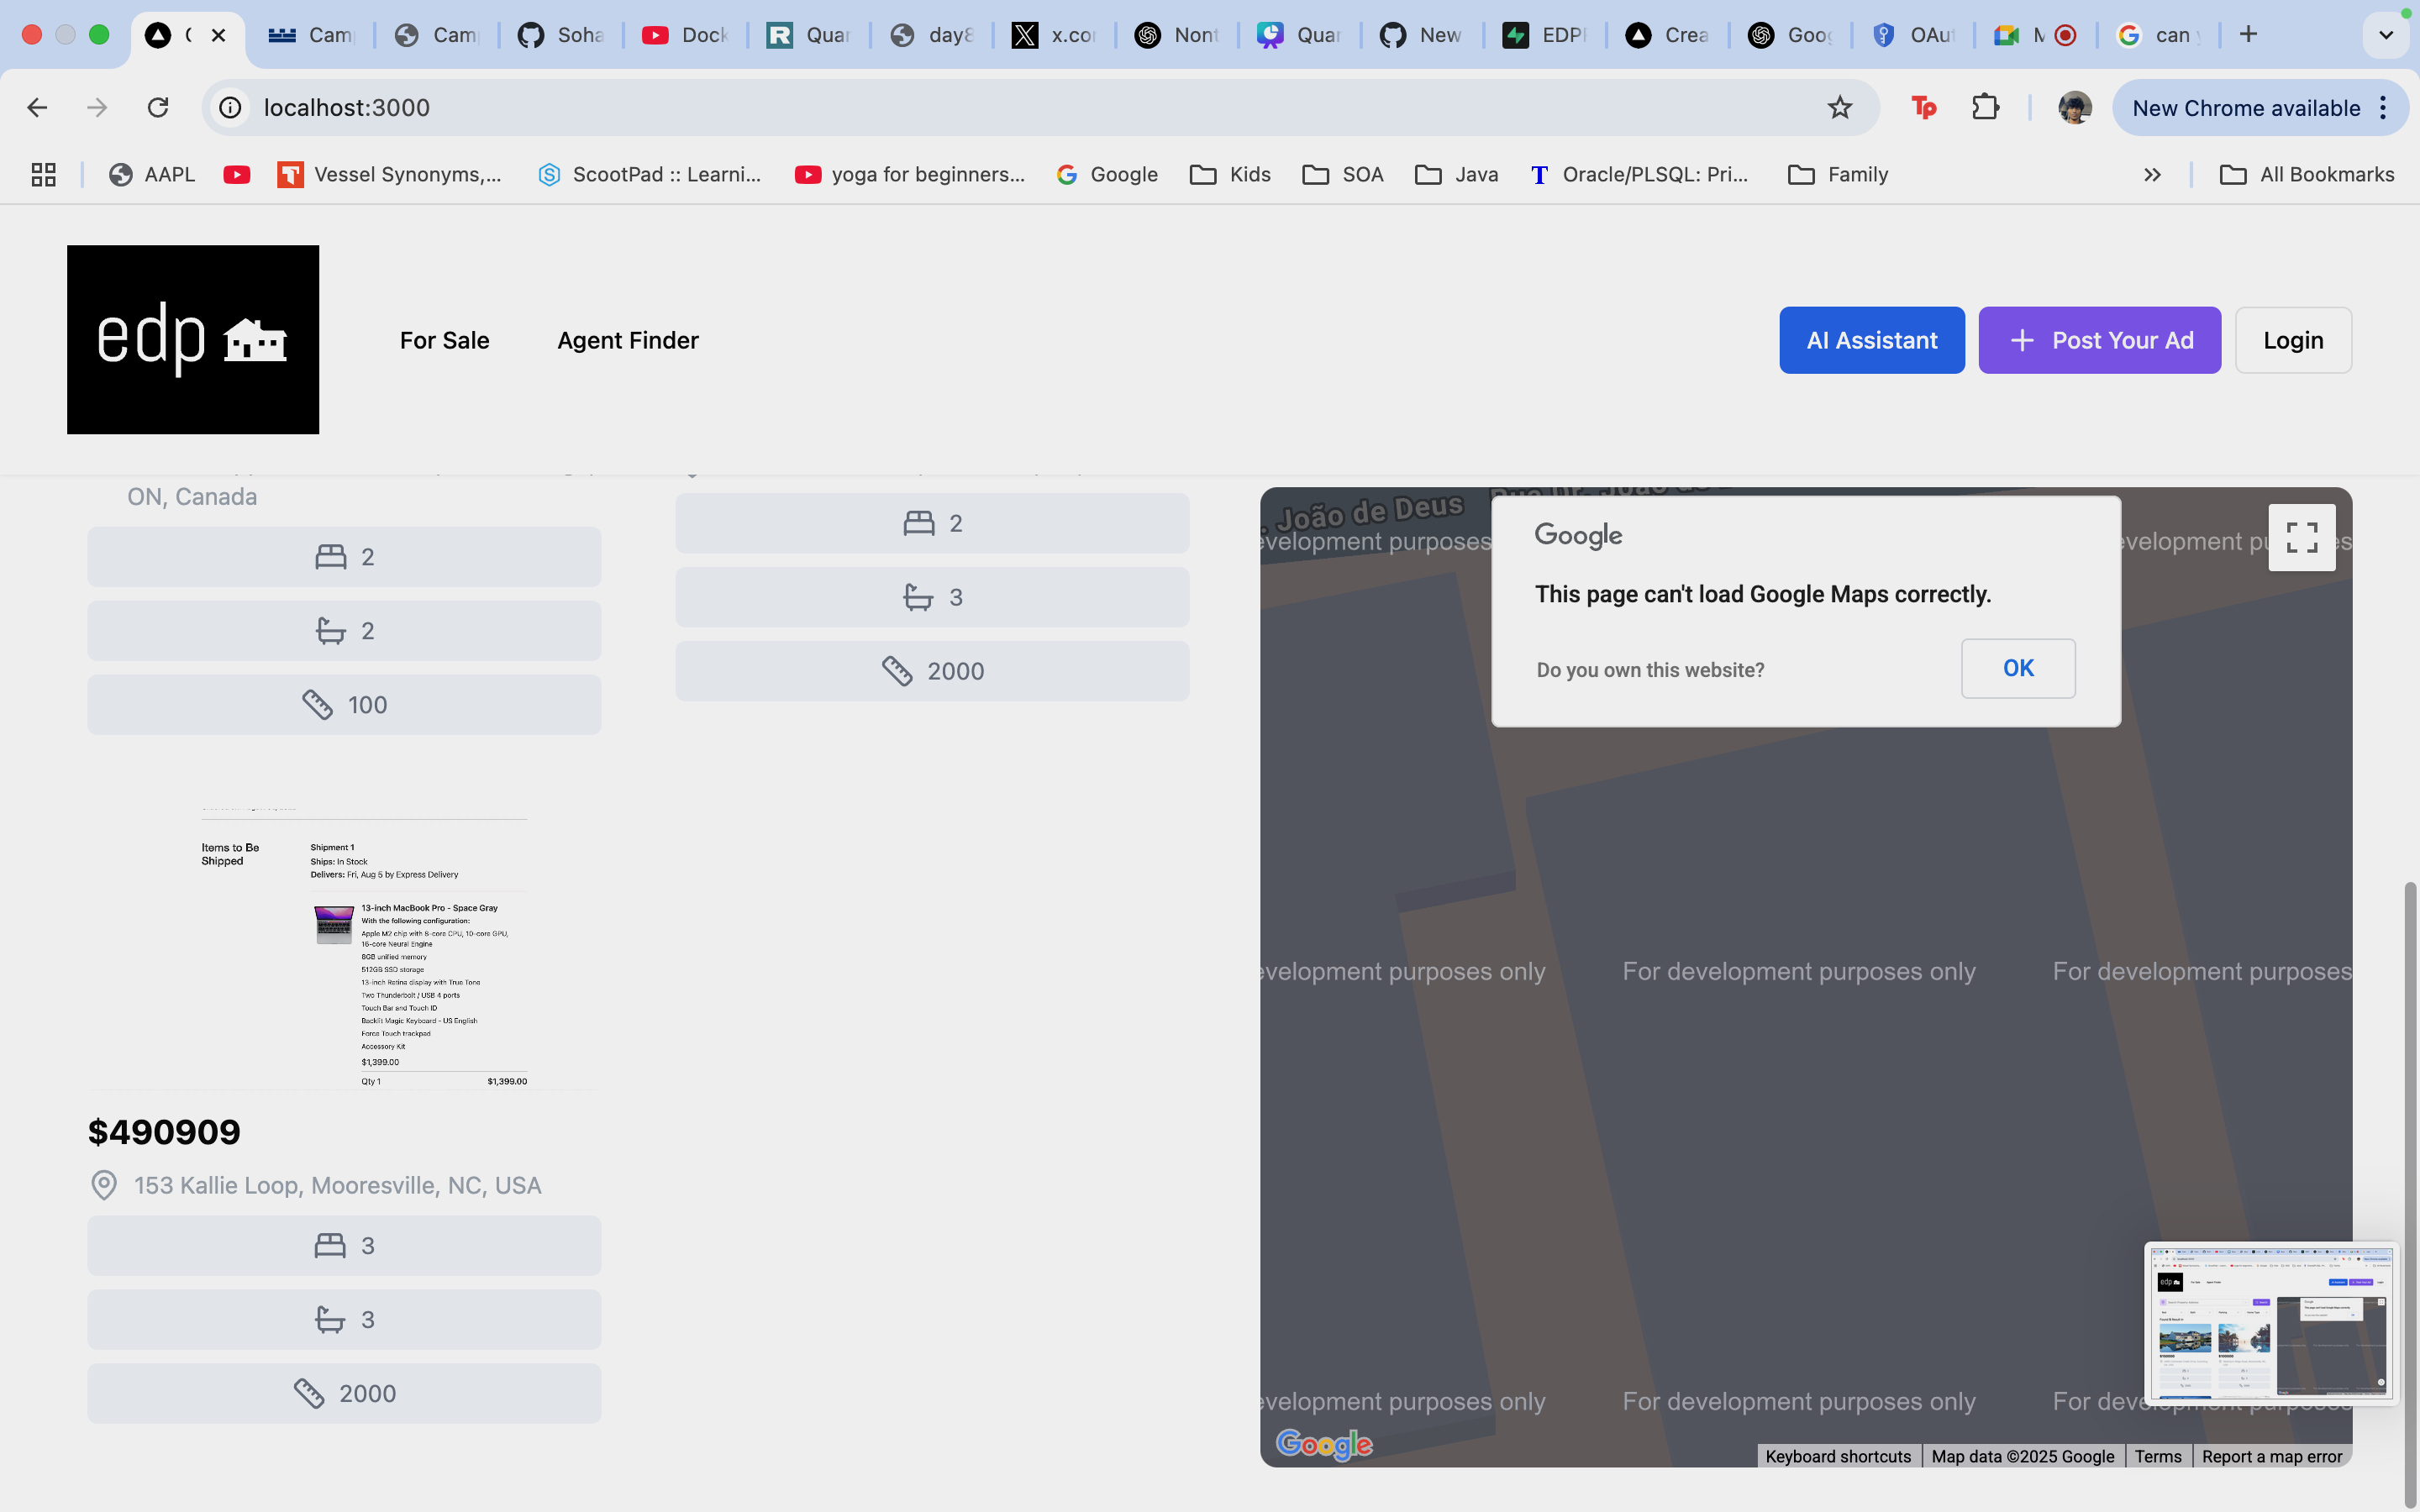 Cam
Cam
Soha
Dock
Quar
day8
x.co
Nont
Quar
New
EDP
Crea
Goog
OAu
can
localhost:3000
New Chrome available
AAPL
Vessel Synonyms,...
ScootPad :: Learni...
yoga for beginners...
Google
Kids
SOA
Java
Oracle/PLSQL: Pri...
Family
All Bookmarks
edp
For Sale
Agent Finder
AI Assistant
Post Your Ad
Login
ON, Canada
2
2
100
2
3
2000
Items to Be
Shipped
Shipment 1
Ships: In Stock
Delivers: Fri, Aug 5 by Express Delivery
13-inch MacBook Pro - Space Gray
With the following configuration:
Apple M2 chip with 8-core CPU, 10-core GPU,
16-core Neural Engine
8GB unified memory
512GB SSD storage
13-inch Retina display with True Tone
Two Thunderbolt / USB 4 ports
Touch Bar and Touch ID
Backlit Magic Keyboard - US English
Force Touch trackpad
Accessory Kit
$1,399.00
Qty 1 $1,399.00
$490909
153 Kallie Loop, Mooresville, NC, USA
3
3
2000
. João de Deus
evelopment purposes
evelopment pu
Google
This page can't load Google Maps correctly.
Do you own this website?
OK
evelopment purposes only For development purposes only For development purposes
evelopment purposes only For development purposes only For development purposes
Google
Keyboard shortcuts
Map data ©2025 Google
Terms
Report a map error